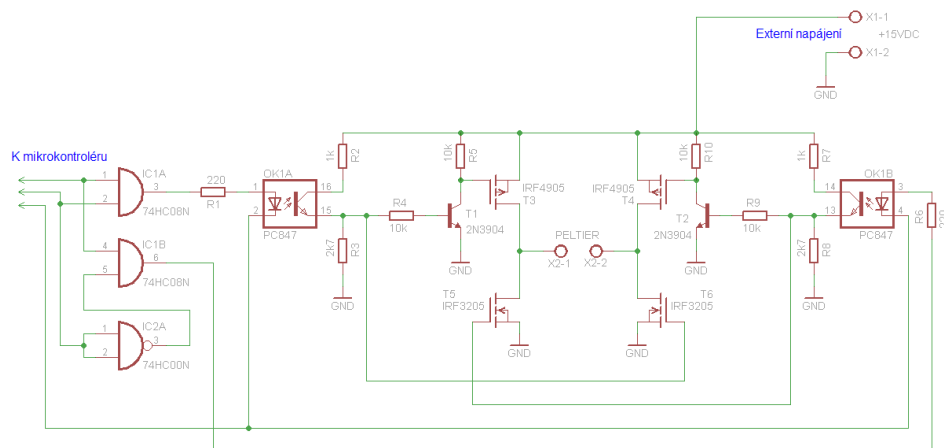 X1-1
Externí napájení
+15VDC
X1-2
GND
K mikrokontroléru
IC1A
1
2
3
74HC08N
220
R1
OK1A
1
2
16
15
PC847
1k
R2
10k
R5
IRF4905
T3
10k
R10
IRF4905
T4
1k
R7
OK1B
14
13
3
4
PC847
R6
220
R4
10k
T1
2N3904
GND
2k7
R3
GND
PELTIER
X2-1
X2-2
T2
2N3904
GND
R9
10k
2k7
R8
GND
IC1B
4
5
6
74HC08N
T5
IRF3205
GND
T6
IRF3205
GND
IC2A
1
2
3
74HC00N